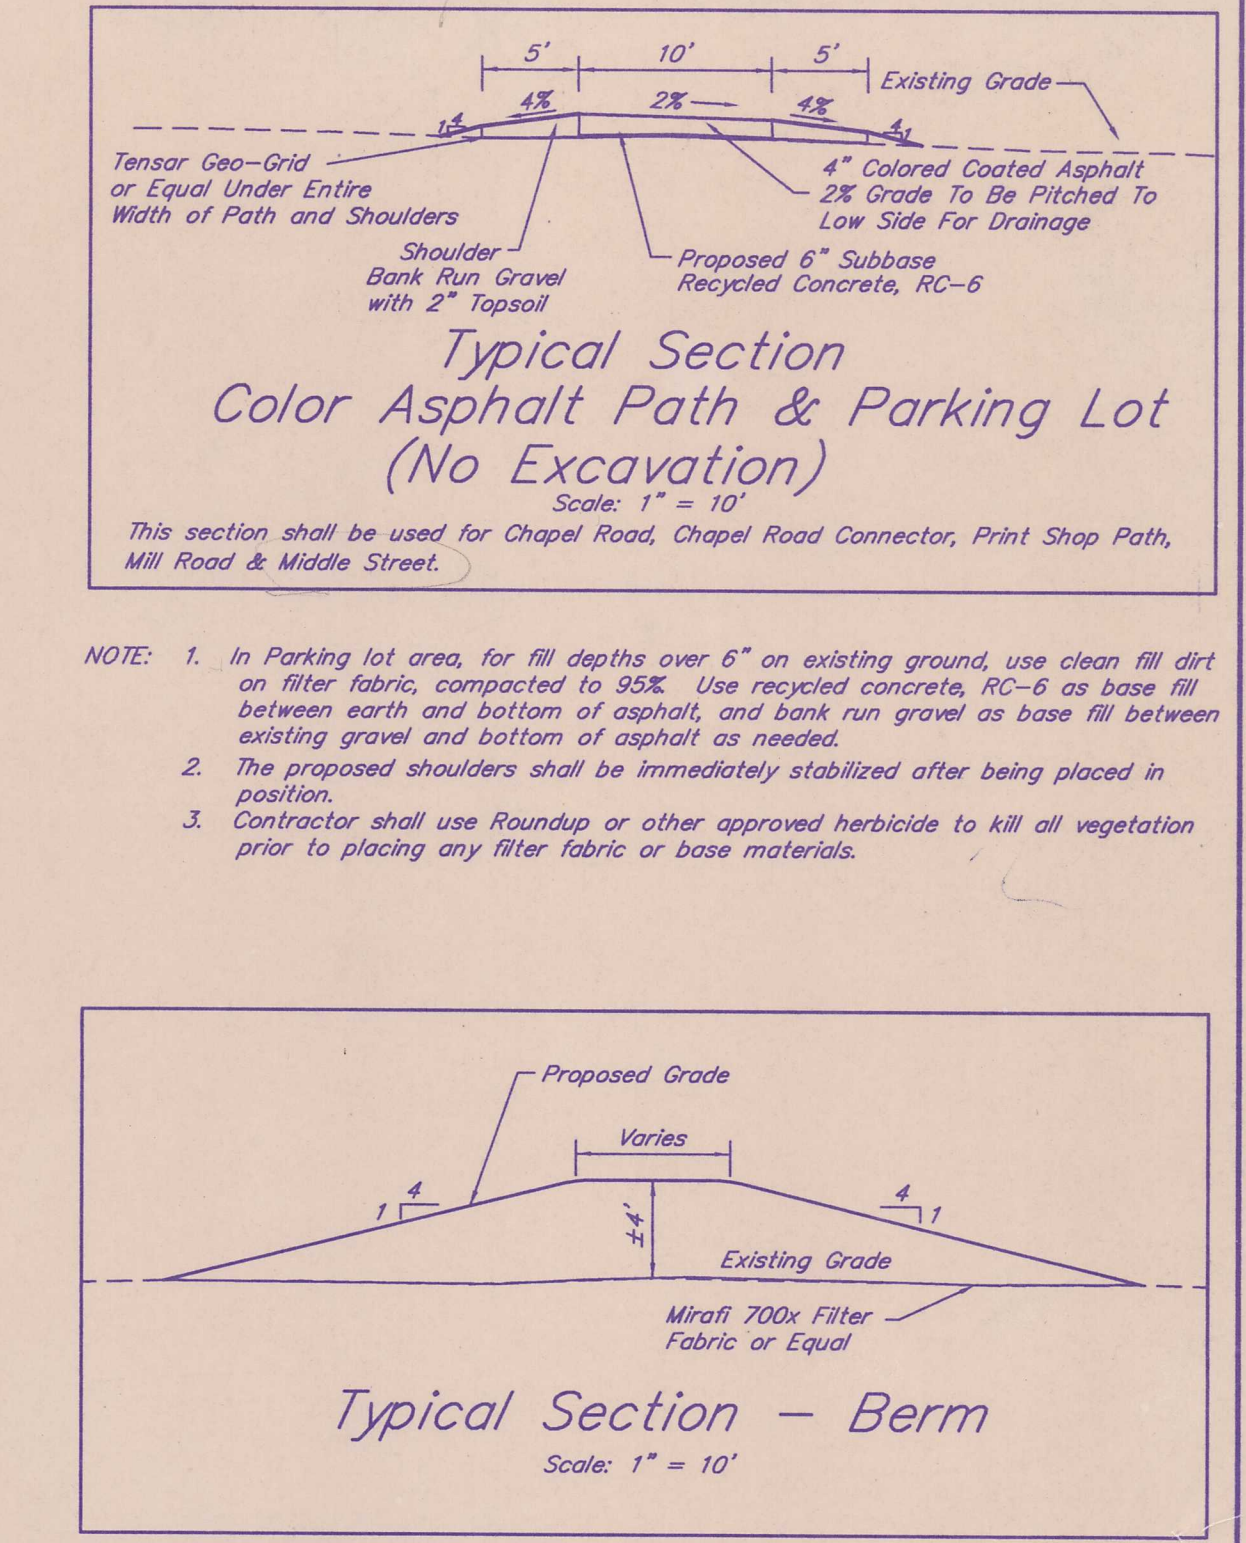 5' 10' 5'
Existing Grade
4% 2% 4%
1 4 4 1
Tensar Geo-Grid
or Equal Under Entire
Width of Path and Shoulders
4" Colored Coated Asphalt
2% Grade To Be Pitched To
Low Side For Drainage
Shoulder
Bank Run Gravel
with 2" Topsoil
Proposed 6" Subbase
Recycled Concrete, RC-6
Typical Section
Color Asphalt Path & Parking Lot
(No Excavation)
Scale: 1" = 10'
This section shall be used for Chapel Road, Chapel Road Connector, Print Shop Path,
Mill Road & Middle Street.
NOTE: 1. In Parking lot area, for fill depths over 6" on existing ground, use clean fill dirt
on filter fabric, compacted to 95%. Use recycled concrete, RC-6 as base fill
between earth and bottom of asphalt, and bank run gravel as base fill between
existing gravel and bottom of asphalt as needed.
2. The proposed shoulders shall be immediately stabilized after being placed in
position.
3. Contractor shall use Roundup or other approved herbicide to kill all vegetation
prior to placing any filter fabric or base materials.
Proposed Grade
Varies
1 4 4 1
±4'
Existing Grade
Mirafi 700x Filter
Fabric or Equal
Typical Section - Berm
Scale: 1" = 10'